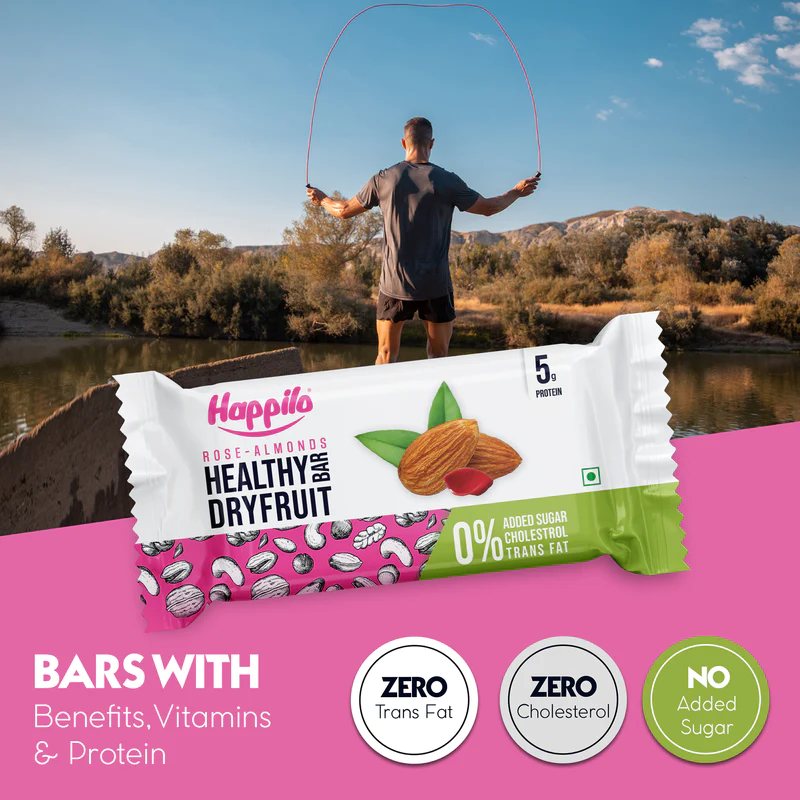 Happilo
ROSE-ALMONDS
HEALTHY BAR
DRYFRUIT
5g
PROTEIN
0% ADDED SUGAR
CHOLESTROL
TRANS FAT
BARS WITH
Benefits, Vitamins
& Protein
ZERO
Trans Fat
ZERO
Cholesterol
NO
Added
Sugar